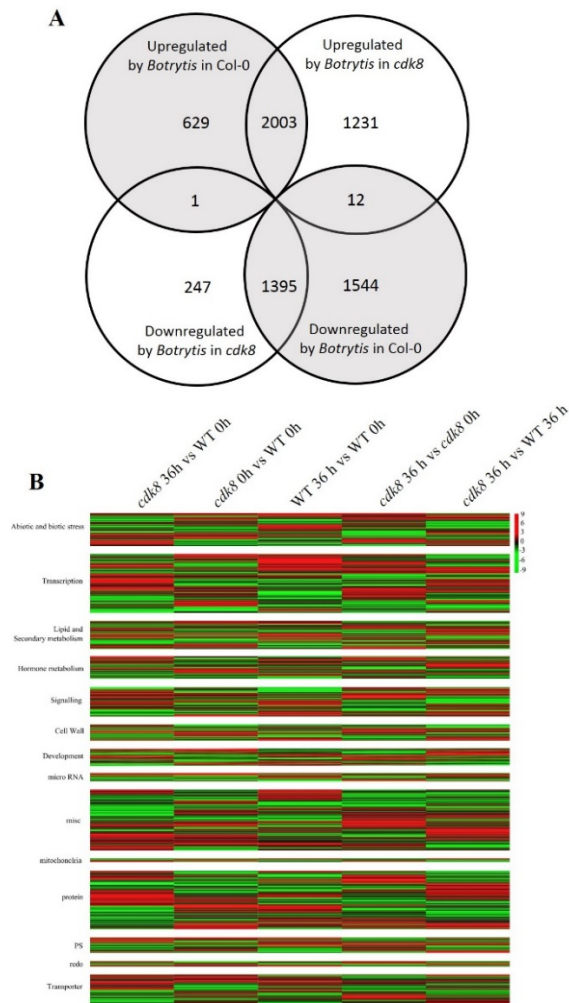 A
Upregulated
by Botrytis in Col-0
Upregulated
by Botrytis in cdk8
629
2003
1231
1
12
247
1395
1544
Downregulated
by Botrytis in cdk8
Downregulated
by Botrytis in Col-0
B
cdk8 36h vs WT 0h
cdk8 0h vs WT 0h
WT 36 h vs WT 0h
cdk8 36 h vs cdk8 0h
cdk8 36 h vs WT 36 h
9
6
3
0
-3
-6
-9
Abiotic and biotic stress
Transcription
Lipid and
Secondary metabolism
Hormone metabolism
Signalling
Cell Wall
Development
micro RNA
misc
mitochondria
protein
PS
redo
Transporter